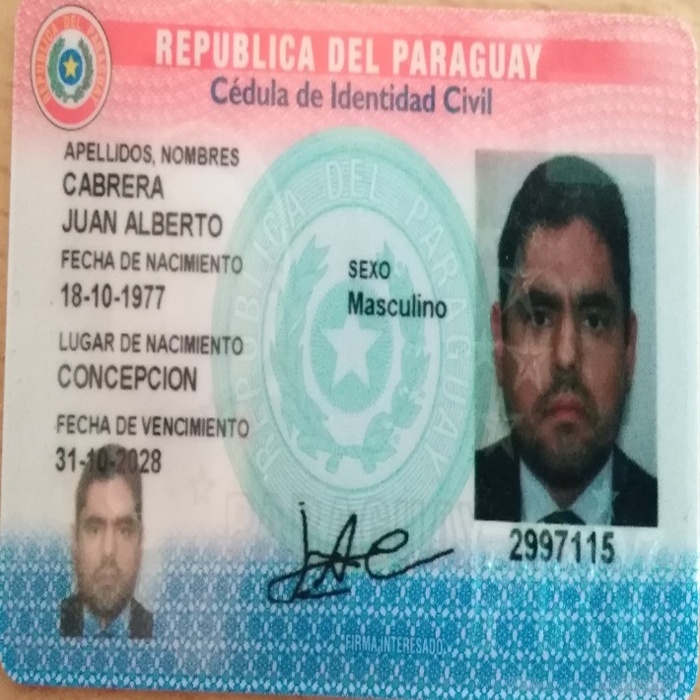 REPUBLICA DEL PARAGUAY
Cédula de Identidad Civil
APELLIDOS, NOMBRES
CABRERA
JUAN ALBERTO
FECHA DE NACIMIENTO
18-10-1977
SEXO
Masculino
LUGAR DE NACIMIENTO
CONCEPCION
FECHA DE VENCIMIENTO
31-10-2028
2997115
FIRMA INTERESADO
REPUBLICA DEL PARAGUAY
REPUBLICA DEL PARAGUAY
PARAGUAY